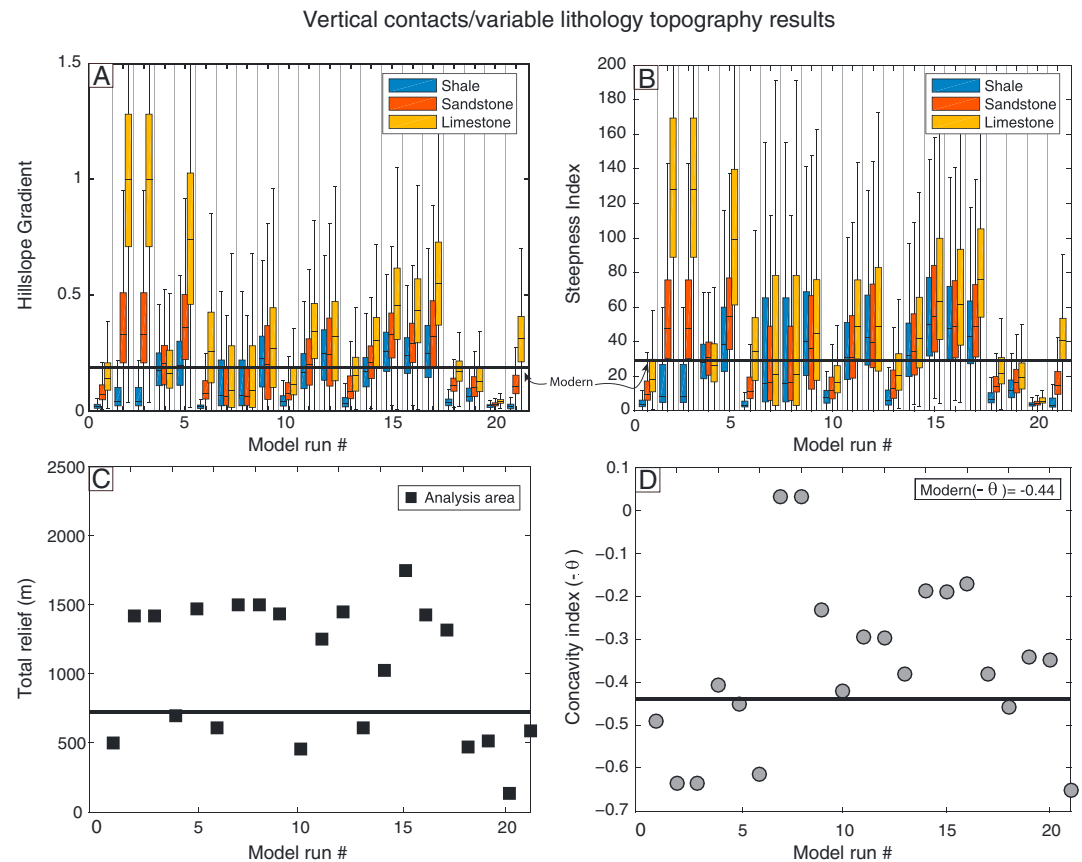 Vertical contacts/variable lithology topography results
A
Shale
Sandstone
Limestone
1.5
1
0.5
0
Hillslope Gradient
0 5 10 15 20
Model run #
Modern
B
Shale
Sandstone
Limestone
200
180
160
140
120
100
80
60
40
20
0
Steepness Index
0 5 10 15 20
Model run #
C
Analysis area
2500
2000
1500
1000
500
0
Total relief (m)
0 5 10 15 20
Model run #
D
Modern(- θ )= -0.44
0.1
0
−0.1
−0.2
−0.3
−0.4
−0.5
−0.6
−0.7
Concavity index (- θ )
0 5 10 15 20
Model run #